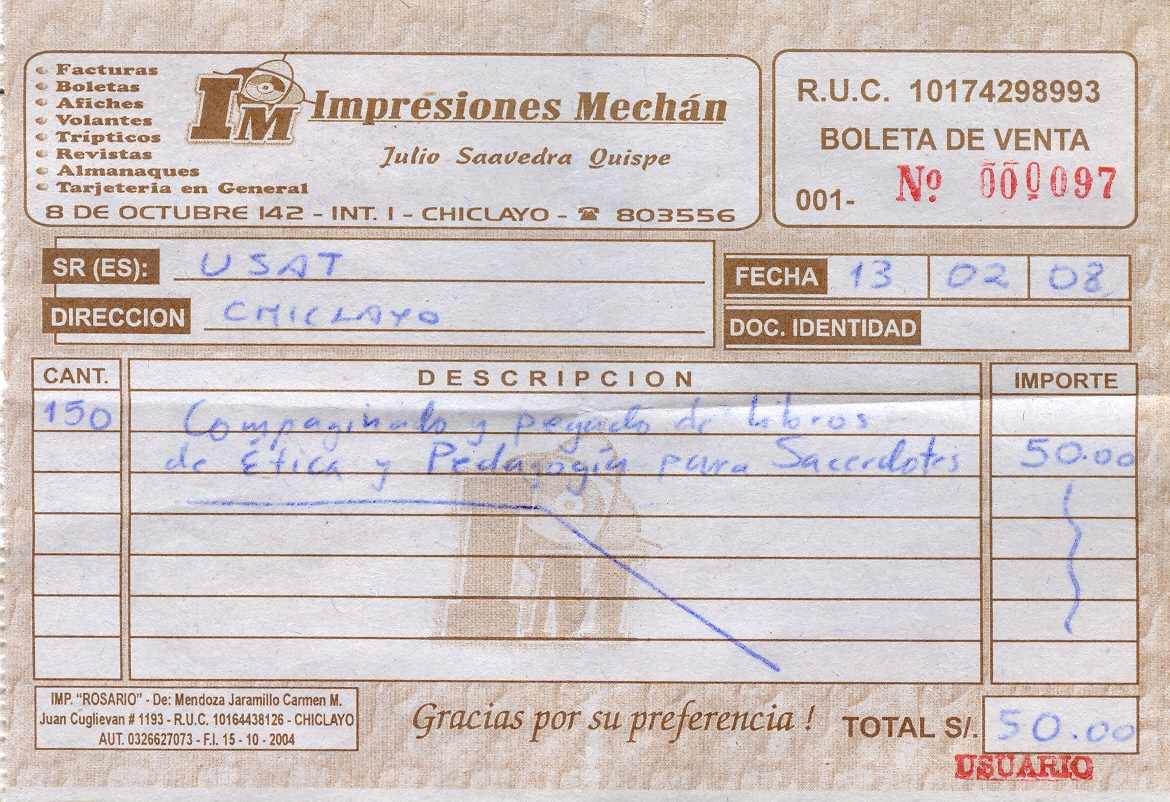 Facturas
Boletas
Afiches
Volantes
Trípticos
Revistas
Almanaques
Tarjeteria en General
IM
Impresiones Mechán
Julio Saavedra Quispe
8 DE OCTUBRE 142 - INT. I - CHICLAYO - ☎ 803556
R.U.C. 10174298993
BOLETA DE VENTA
001- Nº 000097
SR (ES): USAT
DIRECCION CHICLAYO
FECHA 13 02 08
DOC. IDENTIDAD
CANT. DESCRIPCION IMPORTE
150 Compaginado y pegado de libros
de Ética y Pedagogía para Sacerdotes 50.00
IMP. "ROSARIO" - De: Mendoza Jaramillo Carmen M.
Juan Cuglievan # 1193 - R.U.C. 10164438126 - CHICLAYO
AUT. 0326627073 - F.I. 15 - 10 - 2004
Gracias por su preferencia !
TOTAL S/. 50.00
USUARIO